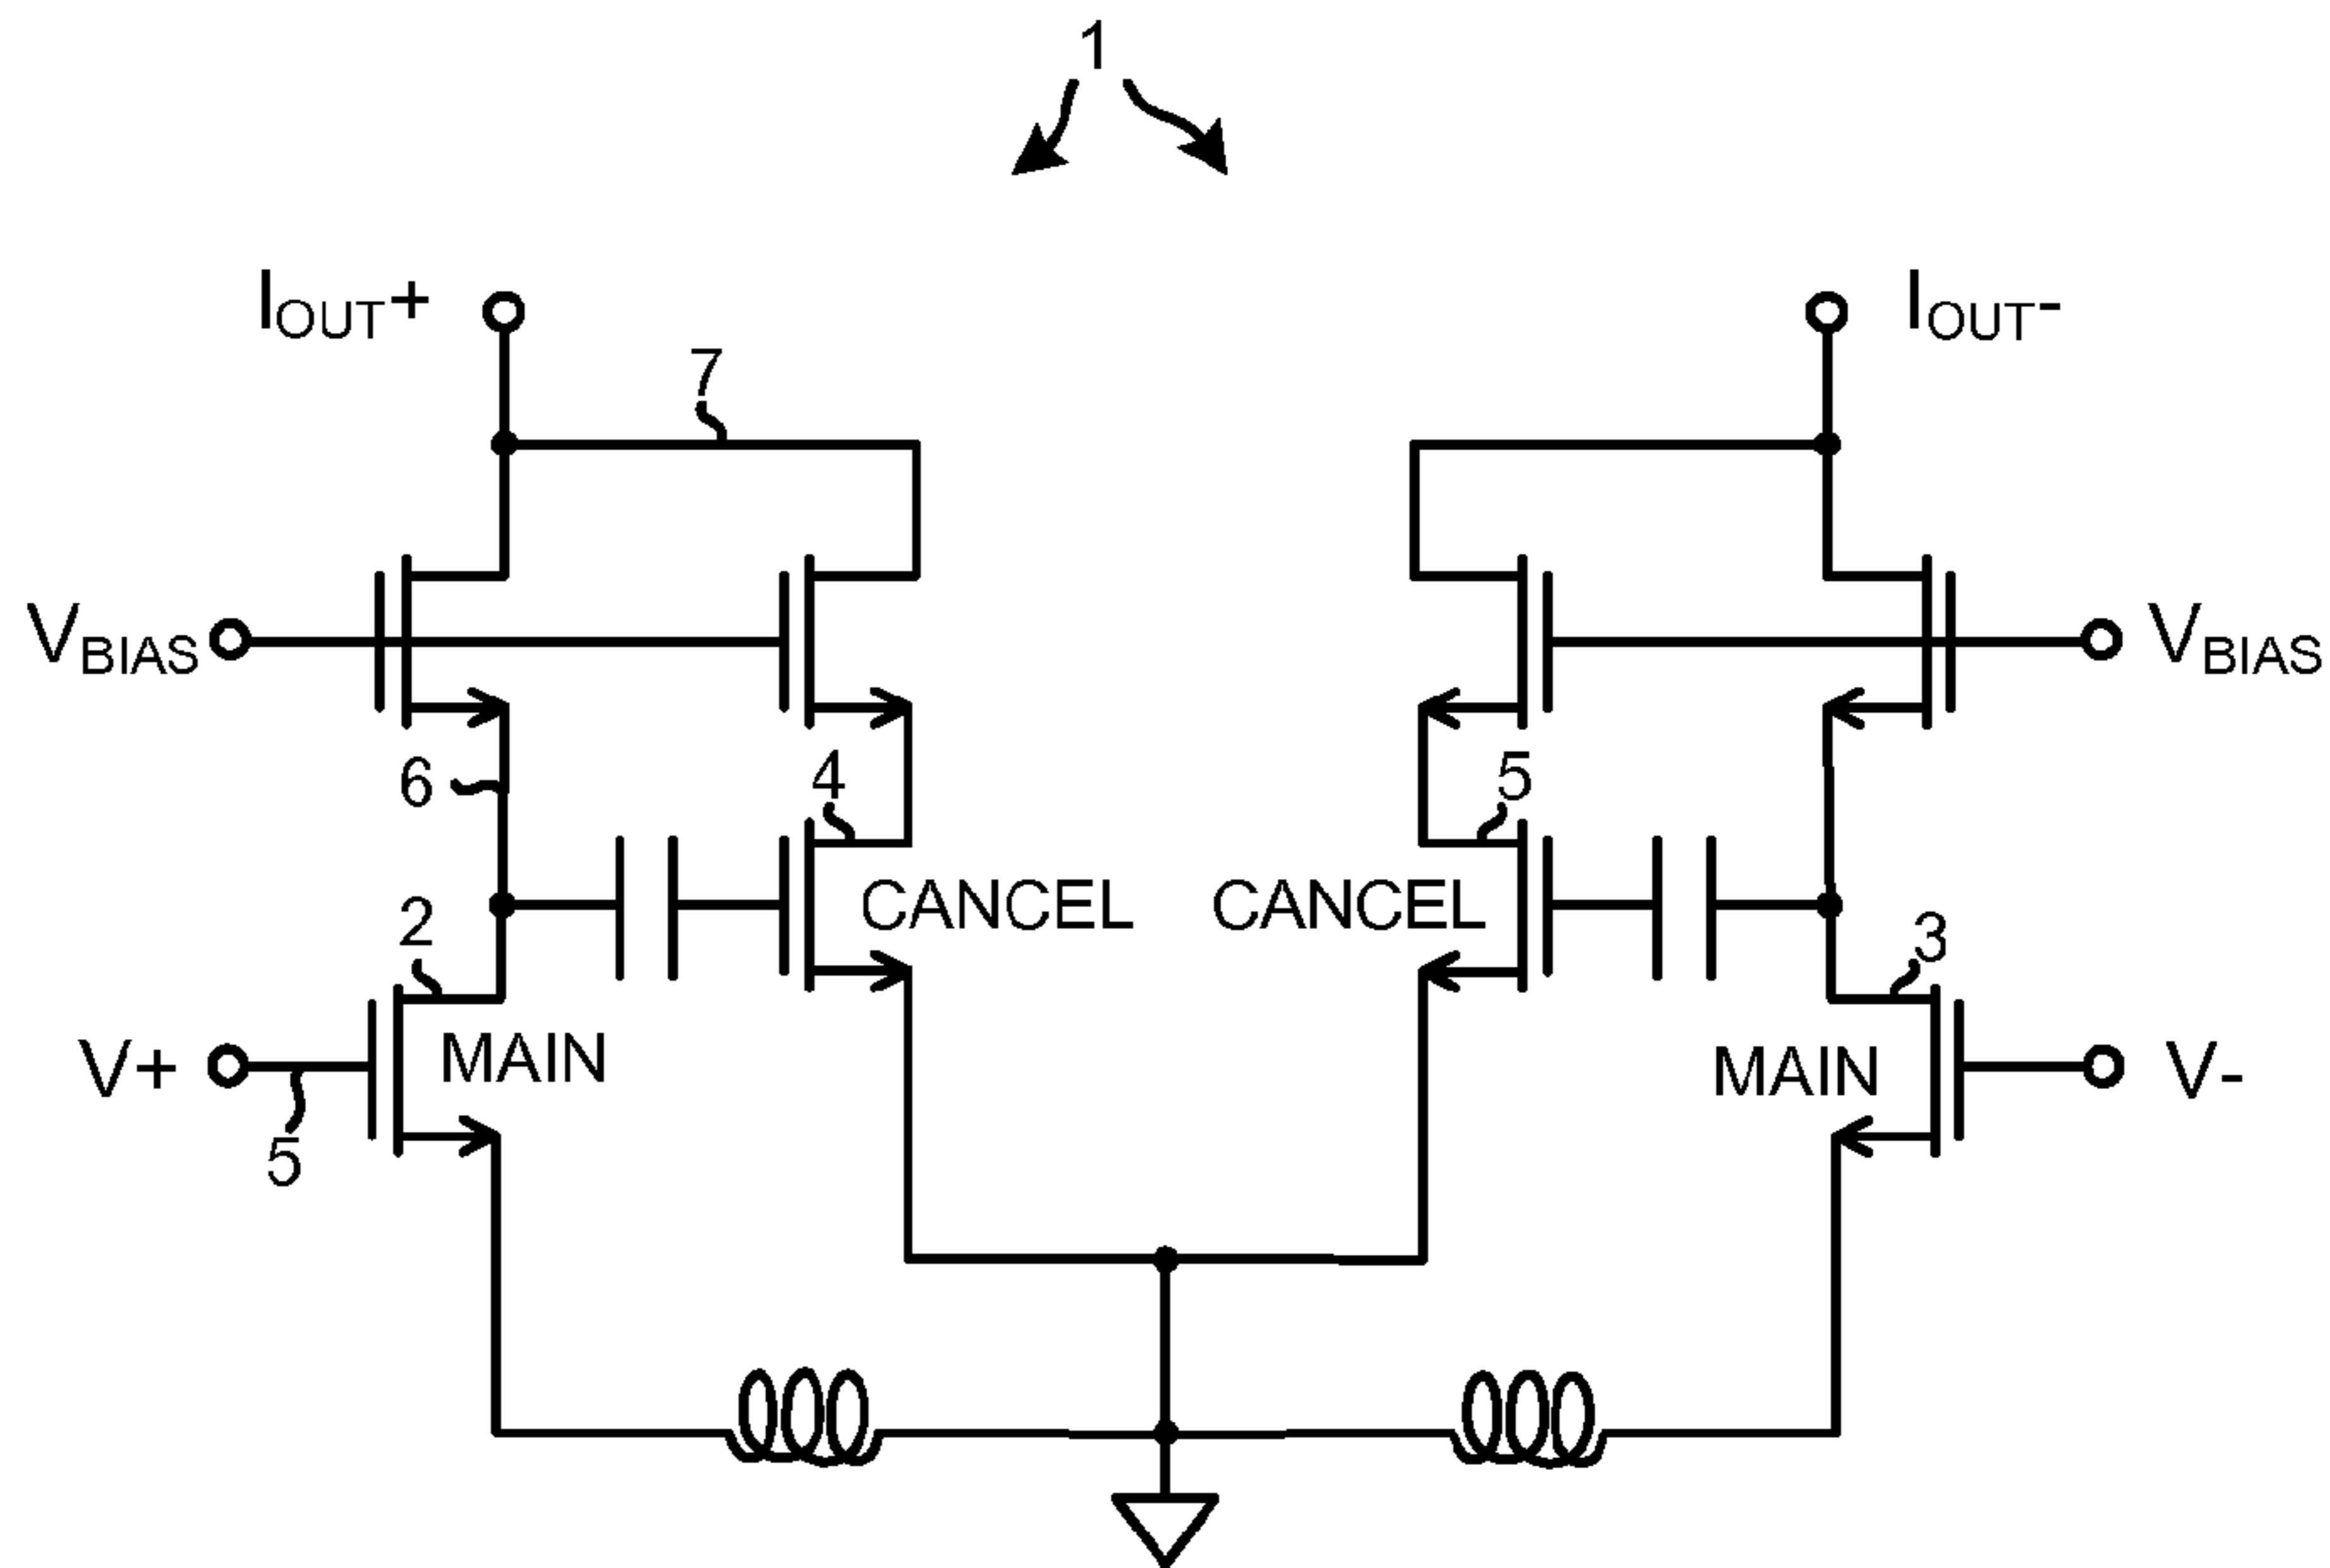 1
IOUT+
IOUT-
7
VBIAS
VBIAS
6
4
5
2
CANCEL
CANCEL
3
V+
MAIN
MAIN
V-
5